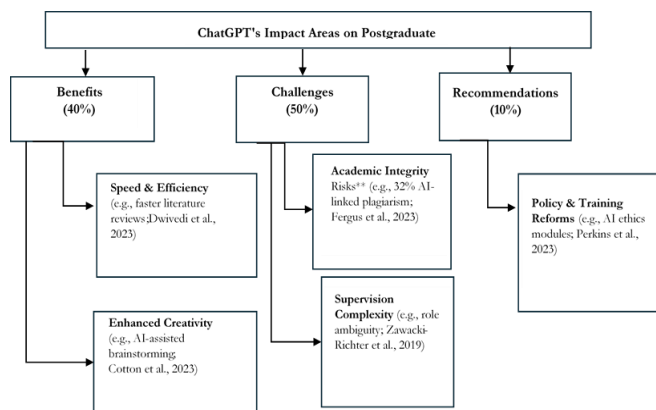 ChatGPT's Impact Areas on Postgraduate
Benefits
(40%)
Challenges
(50%)
Recommendations
(10%)
Speed & Efficiency
(e.g., faster literature
reviews;Dwivedi et al.,
2023)
Academic Integrity
Risks** (e.g., 32% AI-
linked plagiarism;
Fergus et al., 2023)
Policy & Training
Reforms (e.g., AI ethics
modules; Perkins et al.,
2023)
Enhanced Creativity
(e.g., AI-assisted
brainstorming;
Cotton et al., 2023)
Supervision
Complexity (e.g., role
ambiguity; Zawacki-
Richter et al., 2019)